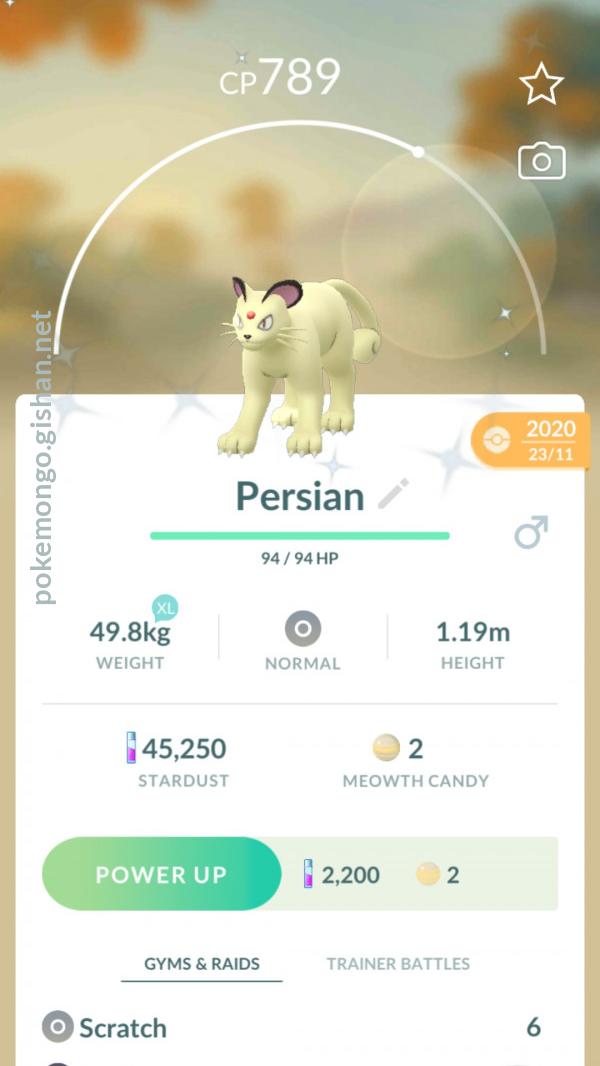 CP789
pokemongo.gishan.net
2020
23/11
Persian
94 / 94 HP
XL
49.8kg
WEIGHT
NORMAL
1.19m
HEIGHT
45,250
STARDUST
2
MEOWTH CANDY
POWER UP
2,200
2
GYMS & RAIDS
TRAINER BATTLES
Scratch
6